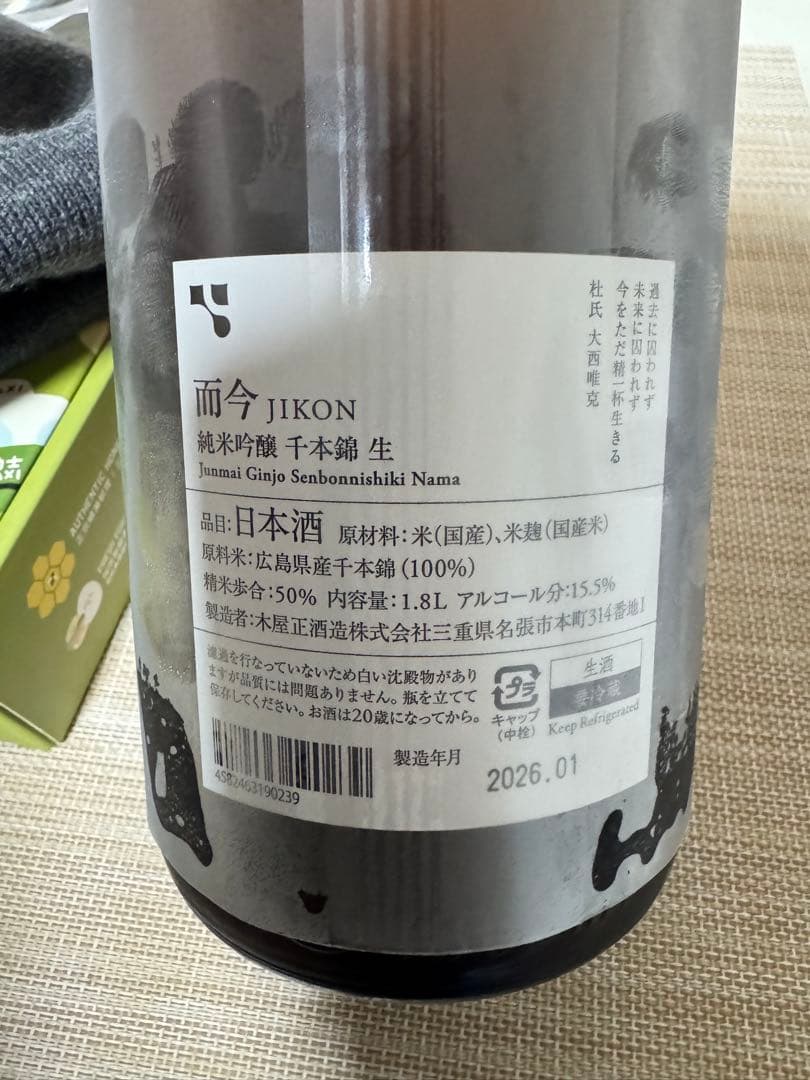 過去に囚われず
未来に囚われず
今をただ精一杯生きる
杜氏 大西唯克
而今 JIKON
純米吟醸 千本錦 生
Junmai Ginjo Senbonnishiki Nama
品目:日本酒 原材料:米(国産)、米麹(国産米)
原料米:広島県産千本錦(100%)
精米歩合:50% 内容量:1.8L アルコール分:15.5%
製造者:木屋正酒造株式会社三重県名張市本町314番地1
濾過を行なっていないため白い沈殿物があり
ますが品質には問題ありません。瓶を立てて
保存してください。お酒は20歳になってから。
プラ
キャップ
(中栓)
生酒
要冷蔵
Keep Refrigerated
4582463190239
製造年月
2026.01